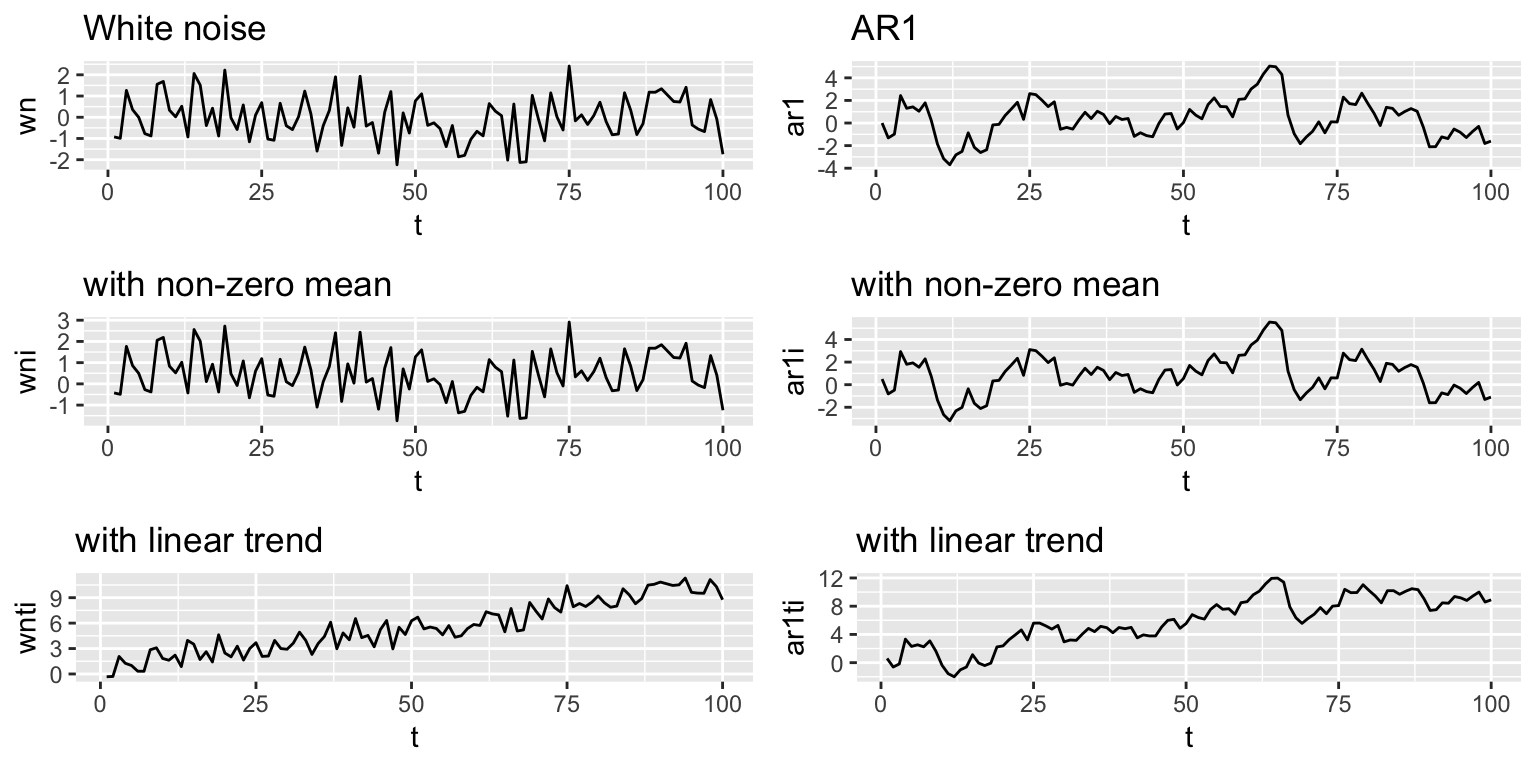 White noise
wn
2
1
0
-1
-2
0 25 50 75 100
t
AR1
ar1
4
2
0
-2
-4
0 25 50 75 100
t
with non-zero mean
wni
3
2
1
0
-1
0 25 50 75 100
t
with non-zero mean
ar1i
4
2
0
-2
0 25 50 75 100
t
with linear trend
wnti
9
6
3
0
0 25 50 75 100
t
with linear trend
ar1ti
12
8
4
0
0 25 50 75 100
t